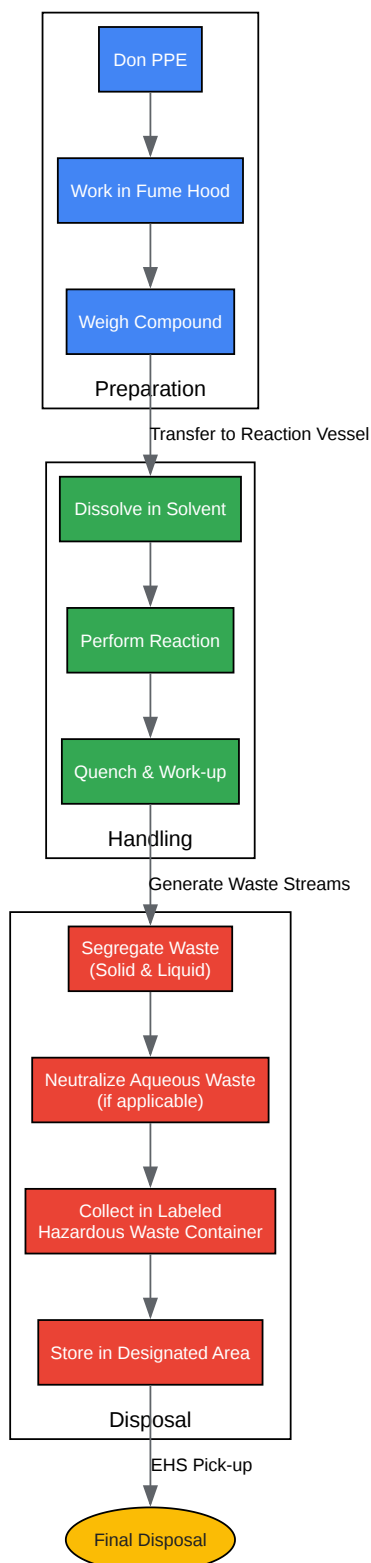 Don PPE
Work in Fume Hood
Weigh Compound
Preparation
Transfer to Reaction Vessel
Dissolve in Solvent
Perform Reaction
Quench & Work-up
Handling
Generate Waste Streams
Segregate Waste
(Solid & Liquid)
Neutralize Aqueous Waste
(if applicable)
Collect in Labeled
Hazardous Waste Container
Store in Designated Area
Disposal
EHS Pick-up
Final Disposal